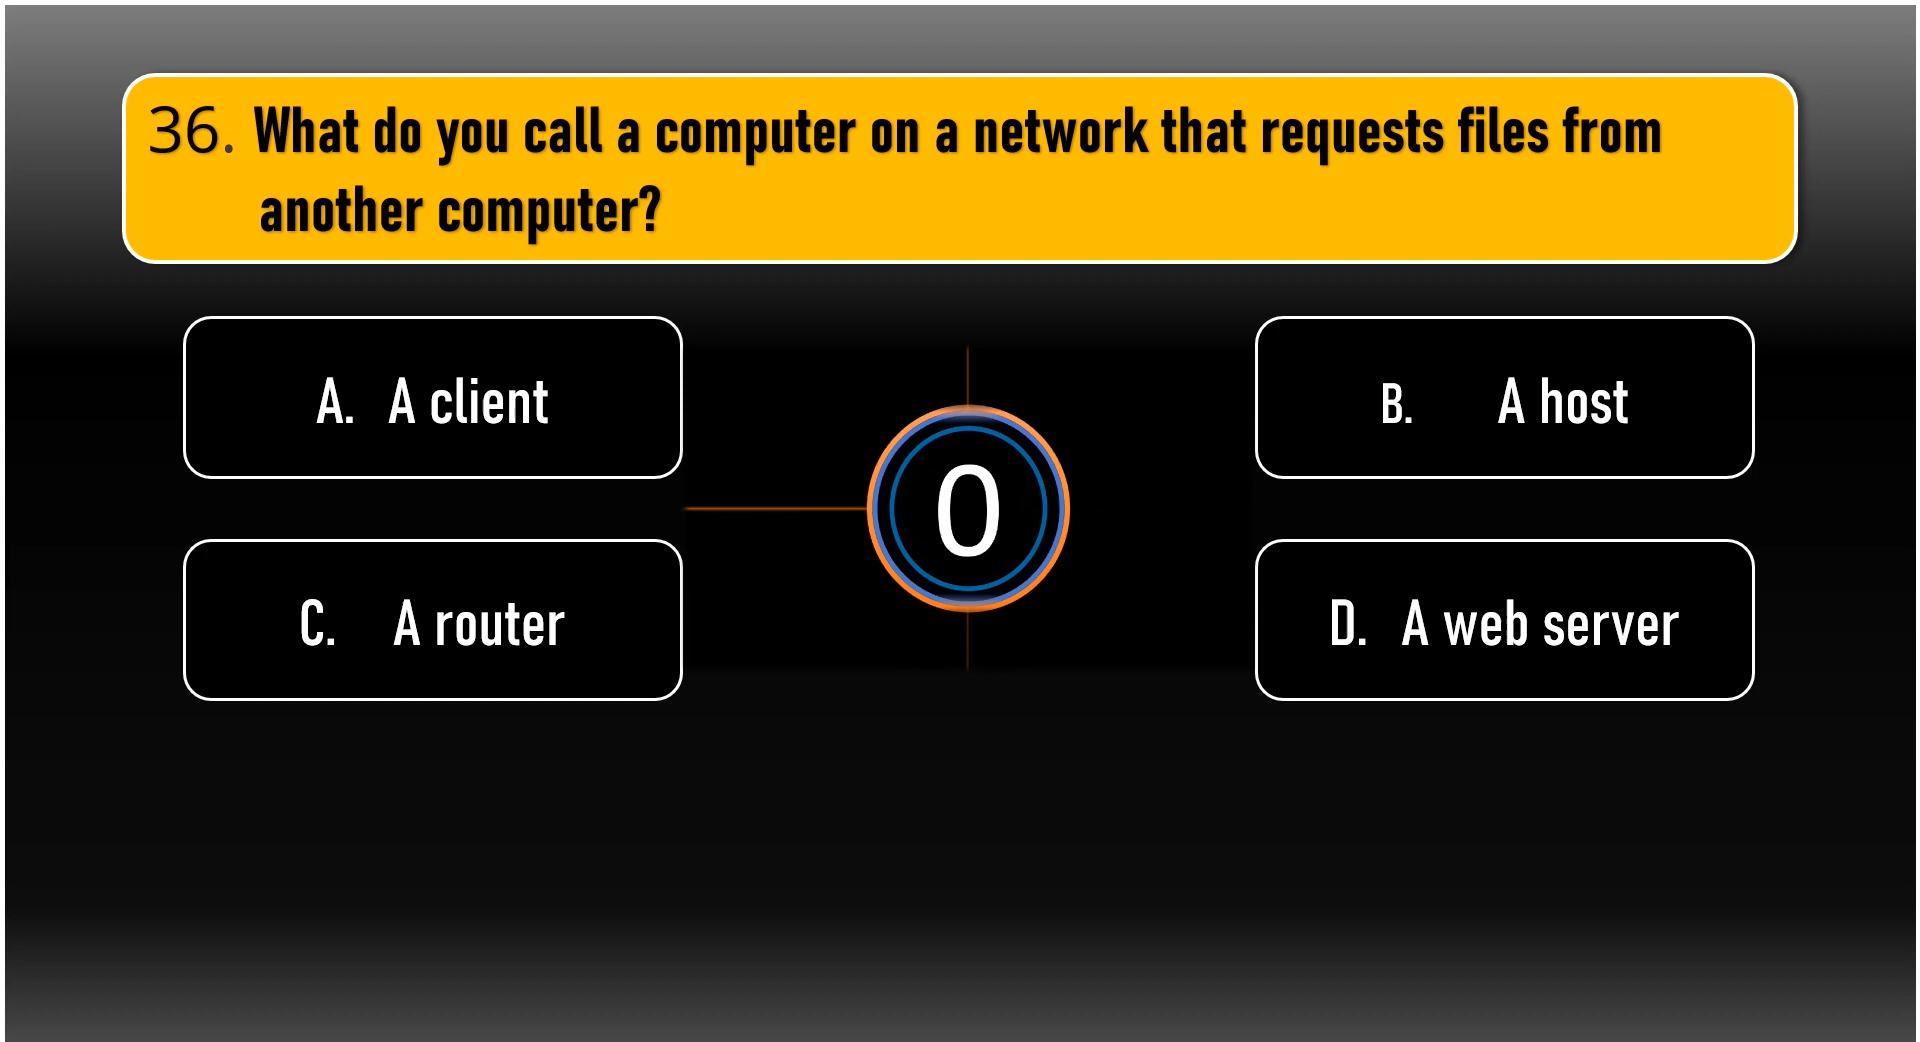 36. What do you call a computer on a network that requests files from
another computer?
A. A client
B. A host
0
C. A router
D. A web server